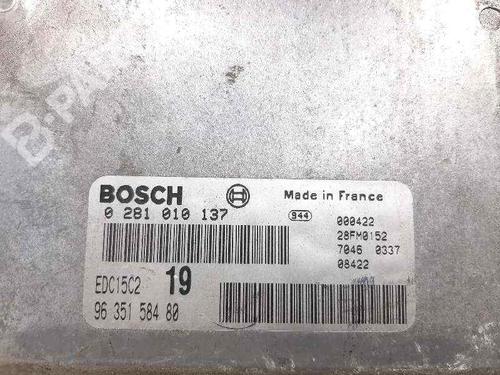 B-PARTS
BOSCH
Made in France
0 281 010 137
944
000422
28FM0152
7046 0337
08422
EDC15C2 19
96 351 584 80